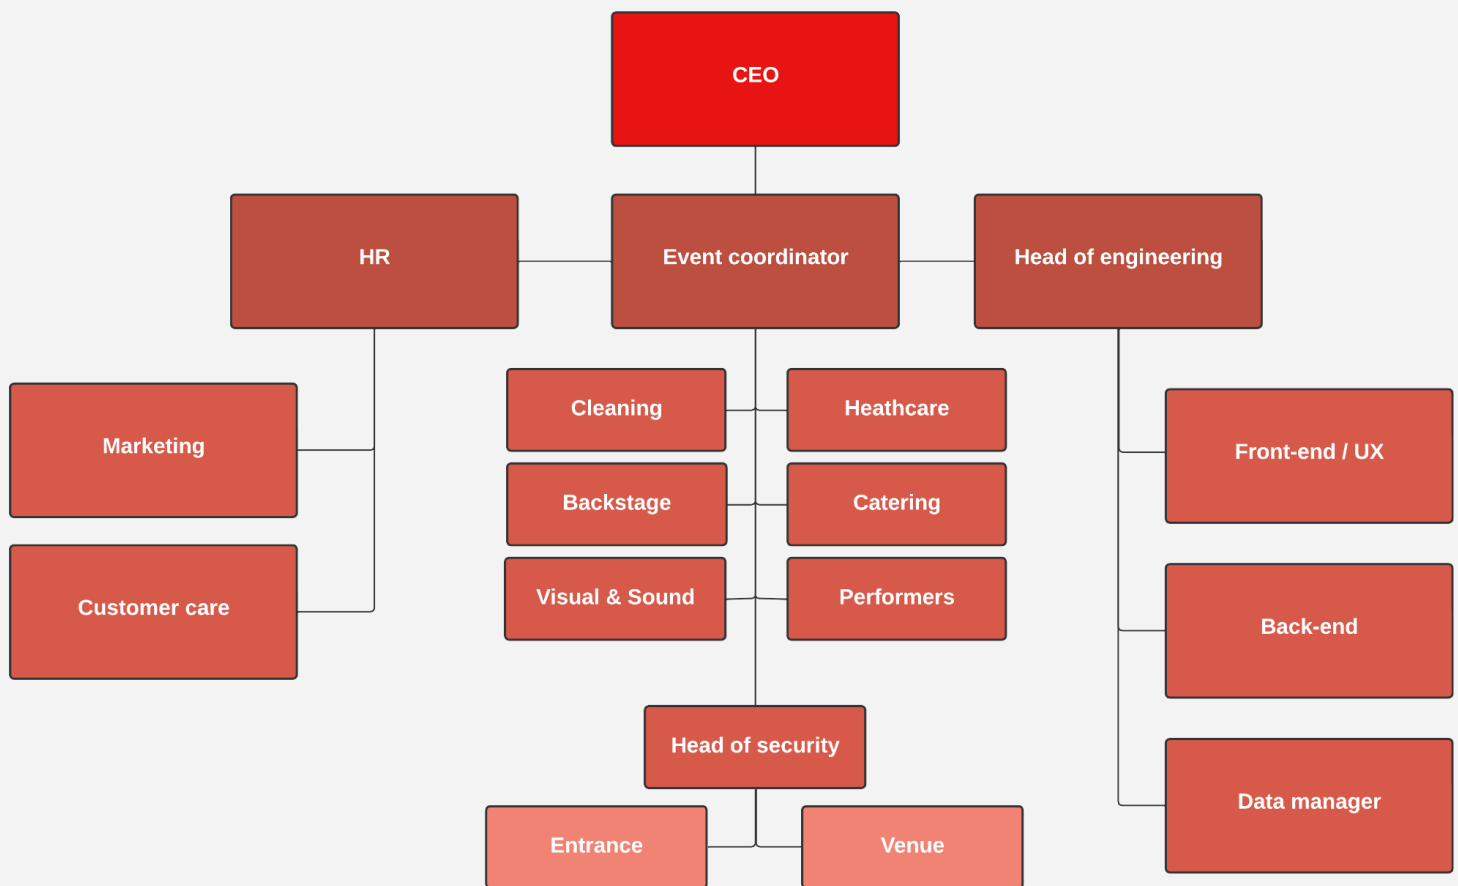 CEO
HR
Event coordinator
Head of engineering
Marketing
Customer care
Cleaning
Heathcare
Backstage
Catering
Visual & Sound
Performers
Head of security
Entrance
Venue
Front-end / UX
Back-end
Data manager